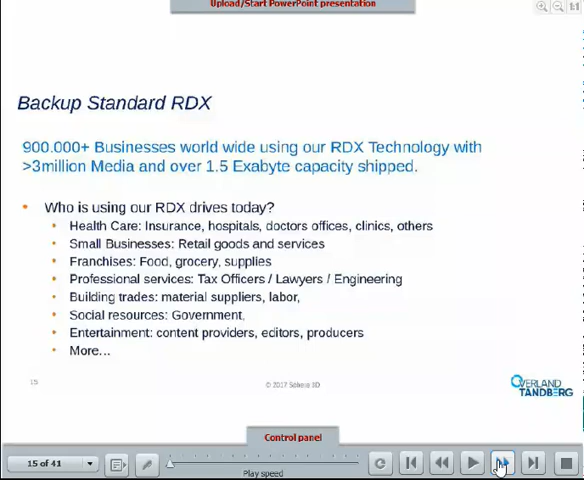 Upload/Start PowerPoint presentation
1:1
Backup Standard RDX
900.000+ Businesses world wide using our RDX Technology with
>3million Media and over 1.5 Exabyte capacity shipped.
• Who is using our RDX drives today?
• Health Care: Insurance, hospitals, doctors offices, clinics, others
• Small Businesses: Retail goods and services
• Franchises: Food, grocery, supplies
• Professional services: Tax Officers / Lawyers / Engineering
• Building trades: material suppliers, labor,
• Social resources: Government,
• Entertainment: content providers, editors, producers
• More...
15
© 2017 Sphere 3D
OVERLAND
TANDBERG
Control panel
15 of 41
Play speed